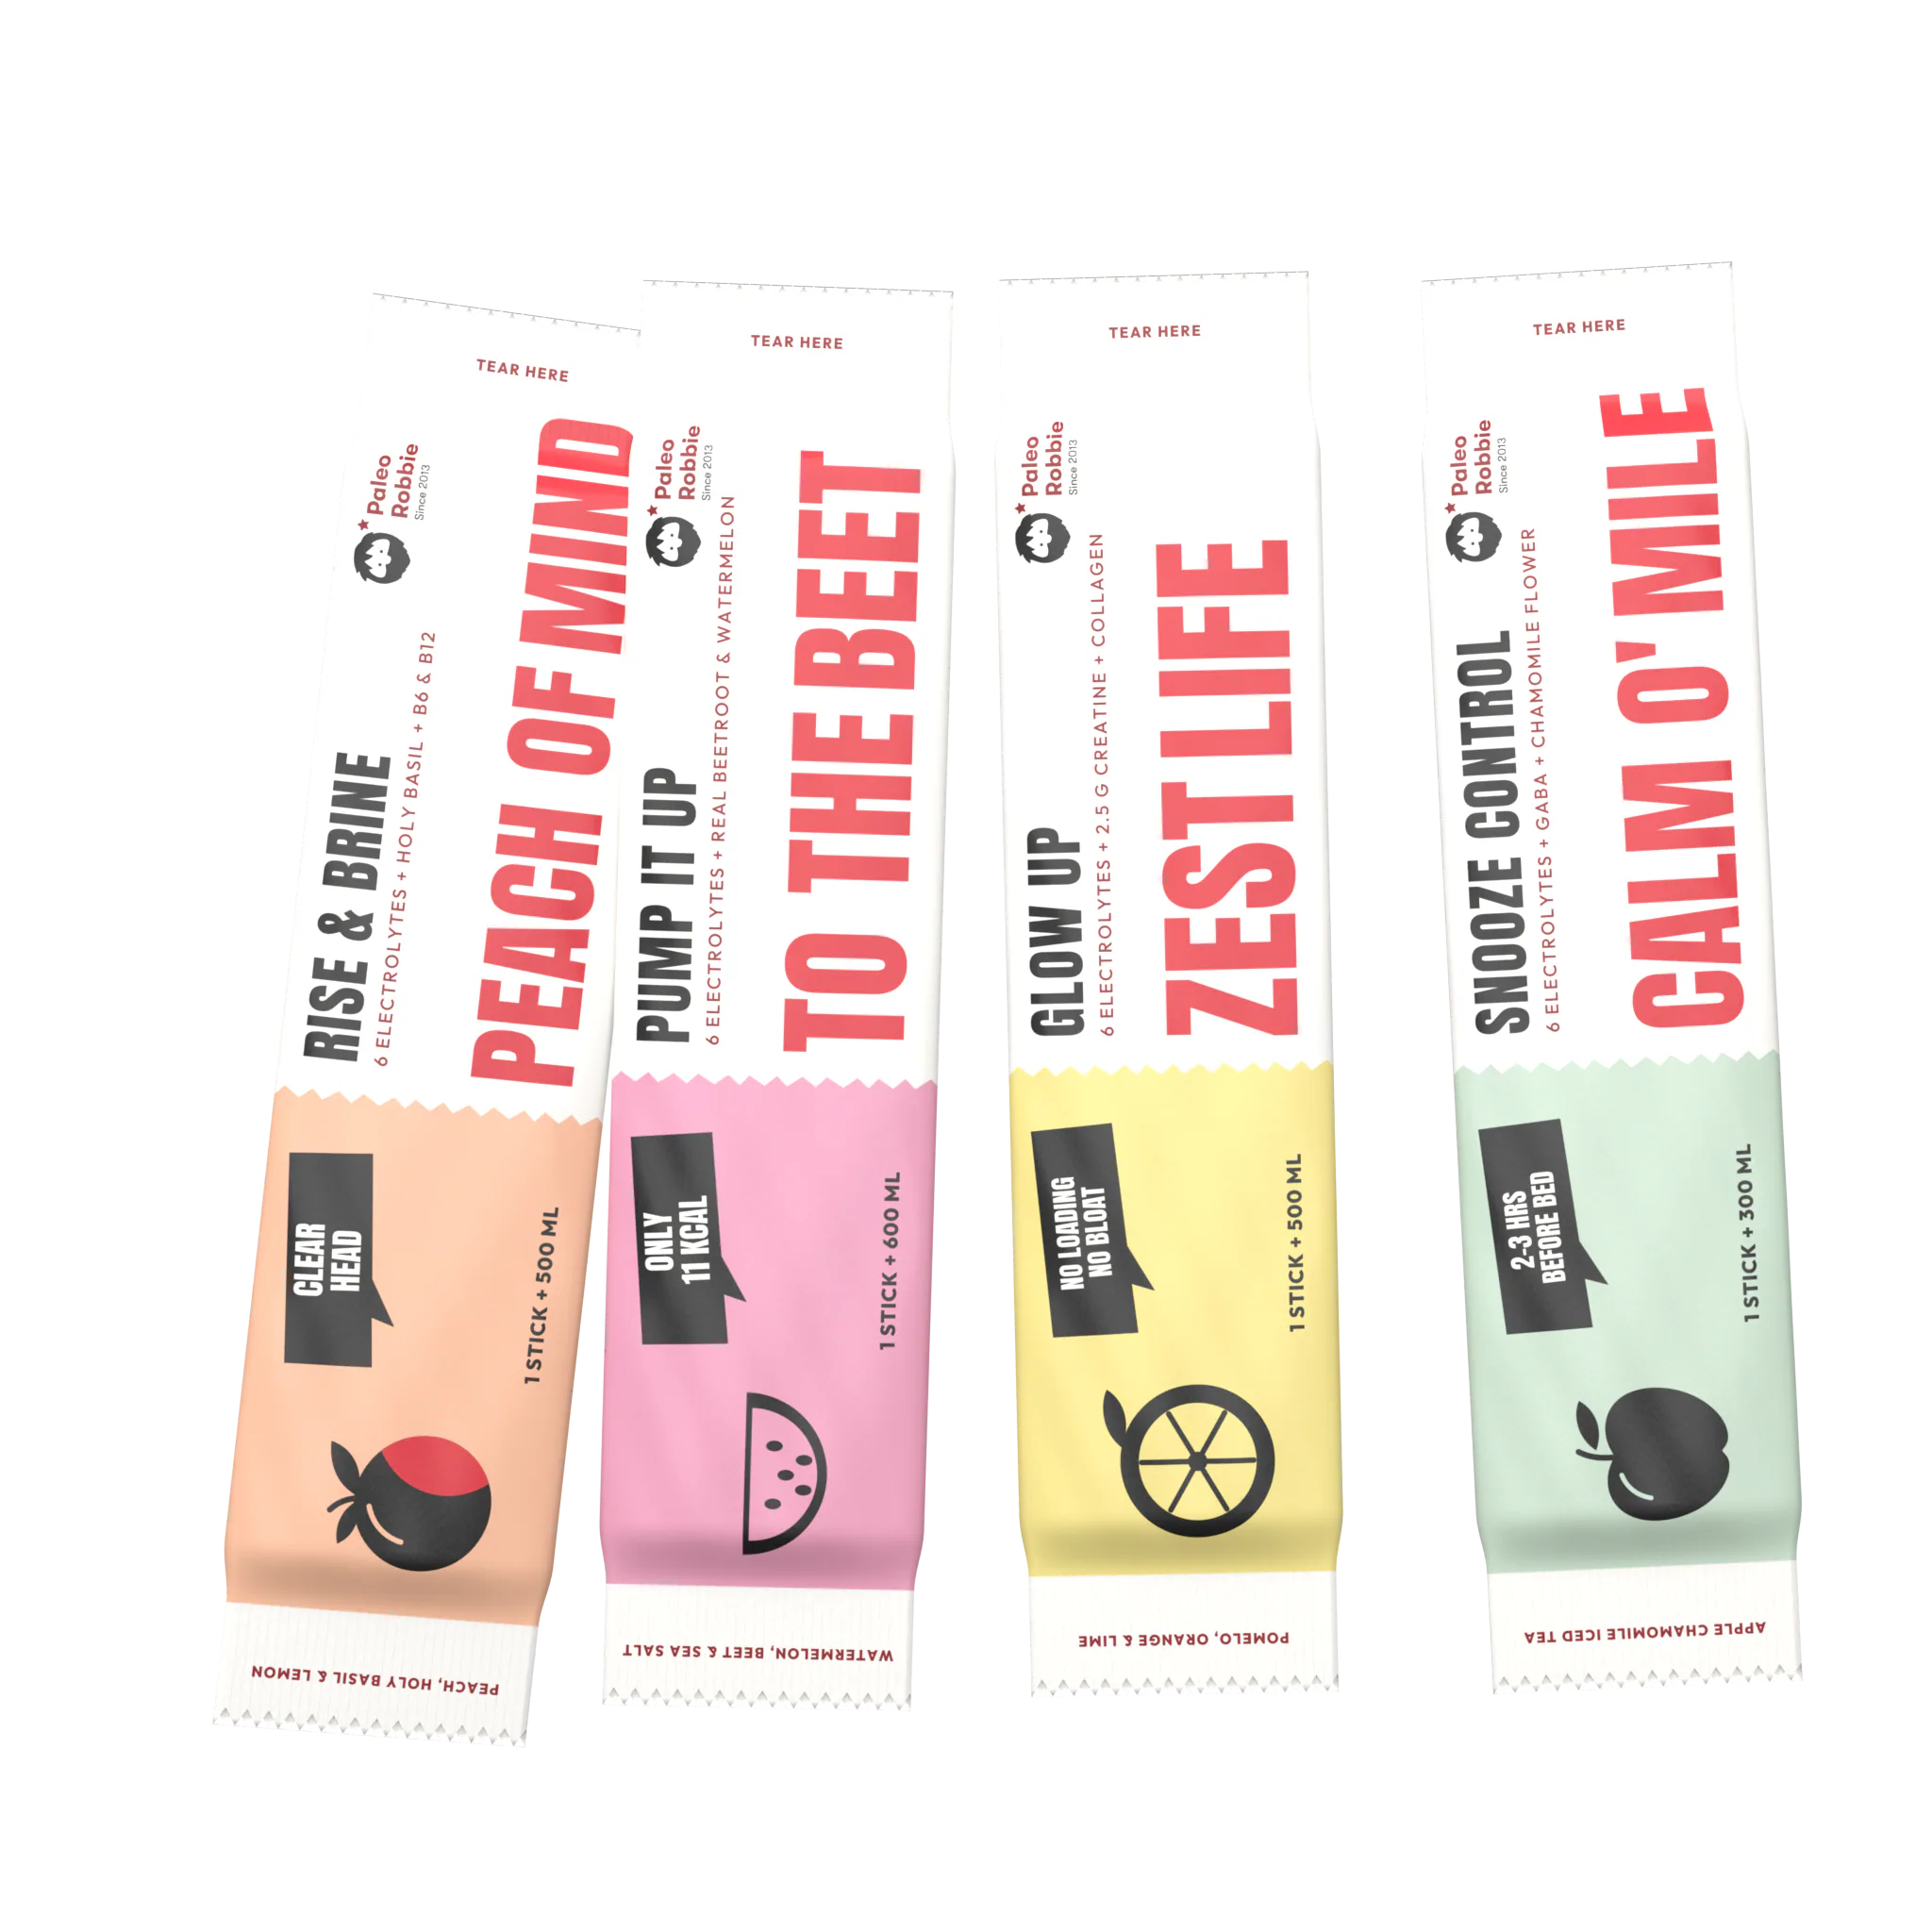 TEAR HERE
Paleo
Robbie
Since 2013
RISE & BRINE
6 ELECTROLYTES + HOLY BASIL + B6 & B12
PEACH OF MIND
CLEAR
HEAD
1 STICK + 500 ML
PEACH, HOLY BASIL & LEMON
TEAR HERE
Paleo
Robbie
Since 2013
PUMP IT UP
6 ELECTROLYTES + REAL BEETROOT & WATERMELON
TO THE BEET
ONLY
11 KCAL
1 STICK + 600 ML
WATERMELON, BEET & SEA SALT
TEAR HERE
Paleo
Robbie
Since 2013
GLOW UP
6 ELECTROLYTES + 2.5 G CREATINE + COLLAGEN
ZEST LIFE
NO LOADING
NO BLOAT
1 STICK + 500 ML
POMELO, ORANGE & LIME
TEAR HERE
Paleo
Robbie
Since 2013
SNOOZE CONTROL
6 ELECTROLYTES + GABA + CHAMOMILE FLOWER
CALM O' MILE
2-3 HRS
BEFORE BED
1 STICK + 300 ML
APPLE CHAMOMILE ICED TEA